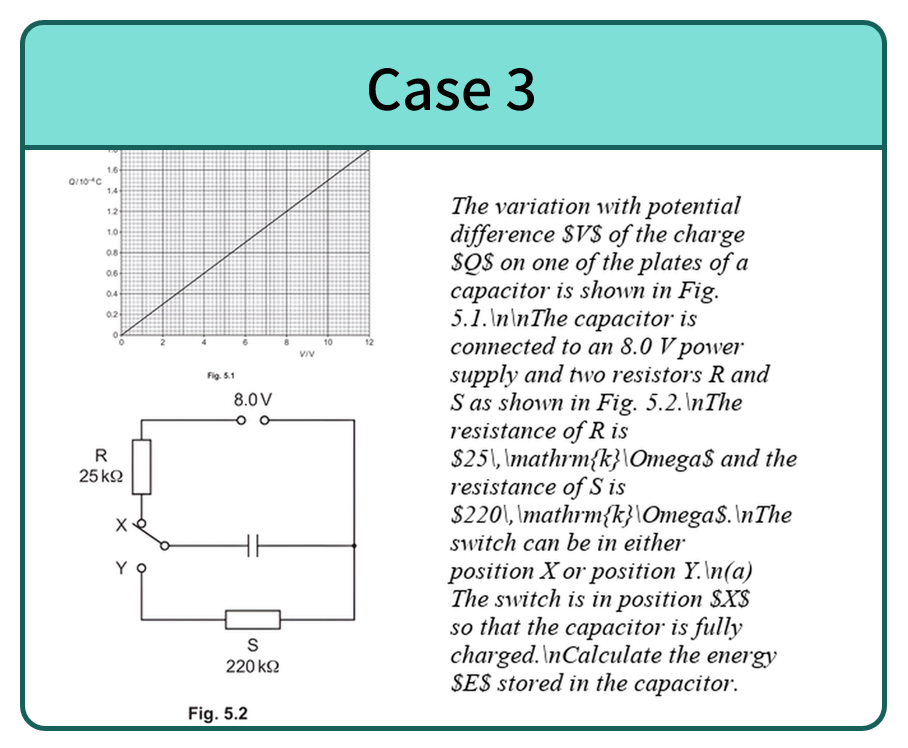 Case 3
1.8
1.6
Q/10⁻⁴C
1.4
1.2
1.0
0.8
0.6
0.4
0.2
0
0 2 4 6 8 10 12
V/V
Fig. 5.1
8.0 V
R
25 kΩ
X
Y
S
220 kΩ
Fig. 5.2
The variation with potential
difference $V$ of the charge
$Q$ on one of the plates of a
capacitor is shown in Fig.
5.1.\n\nThe capacitor is
connected to an 8.0 V power
supply and two resistors R and
S as shown in Fig. 5.2.\nThe
resistance of R is
$25\,\mathrm{k}\Omega$ and the
resistance of S is
$220\,\mathrm{k}\Omega$.\nThe
switch can be in either
position X or position Y.\n(a)
The switch is in position $X$
so that the capacitor is fully
charged.\nCalculate the energy
$E$ stored in the capacitor.